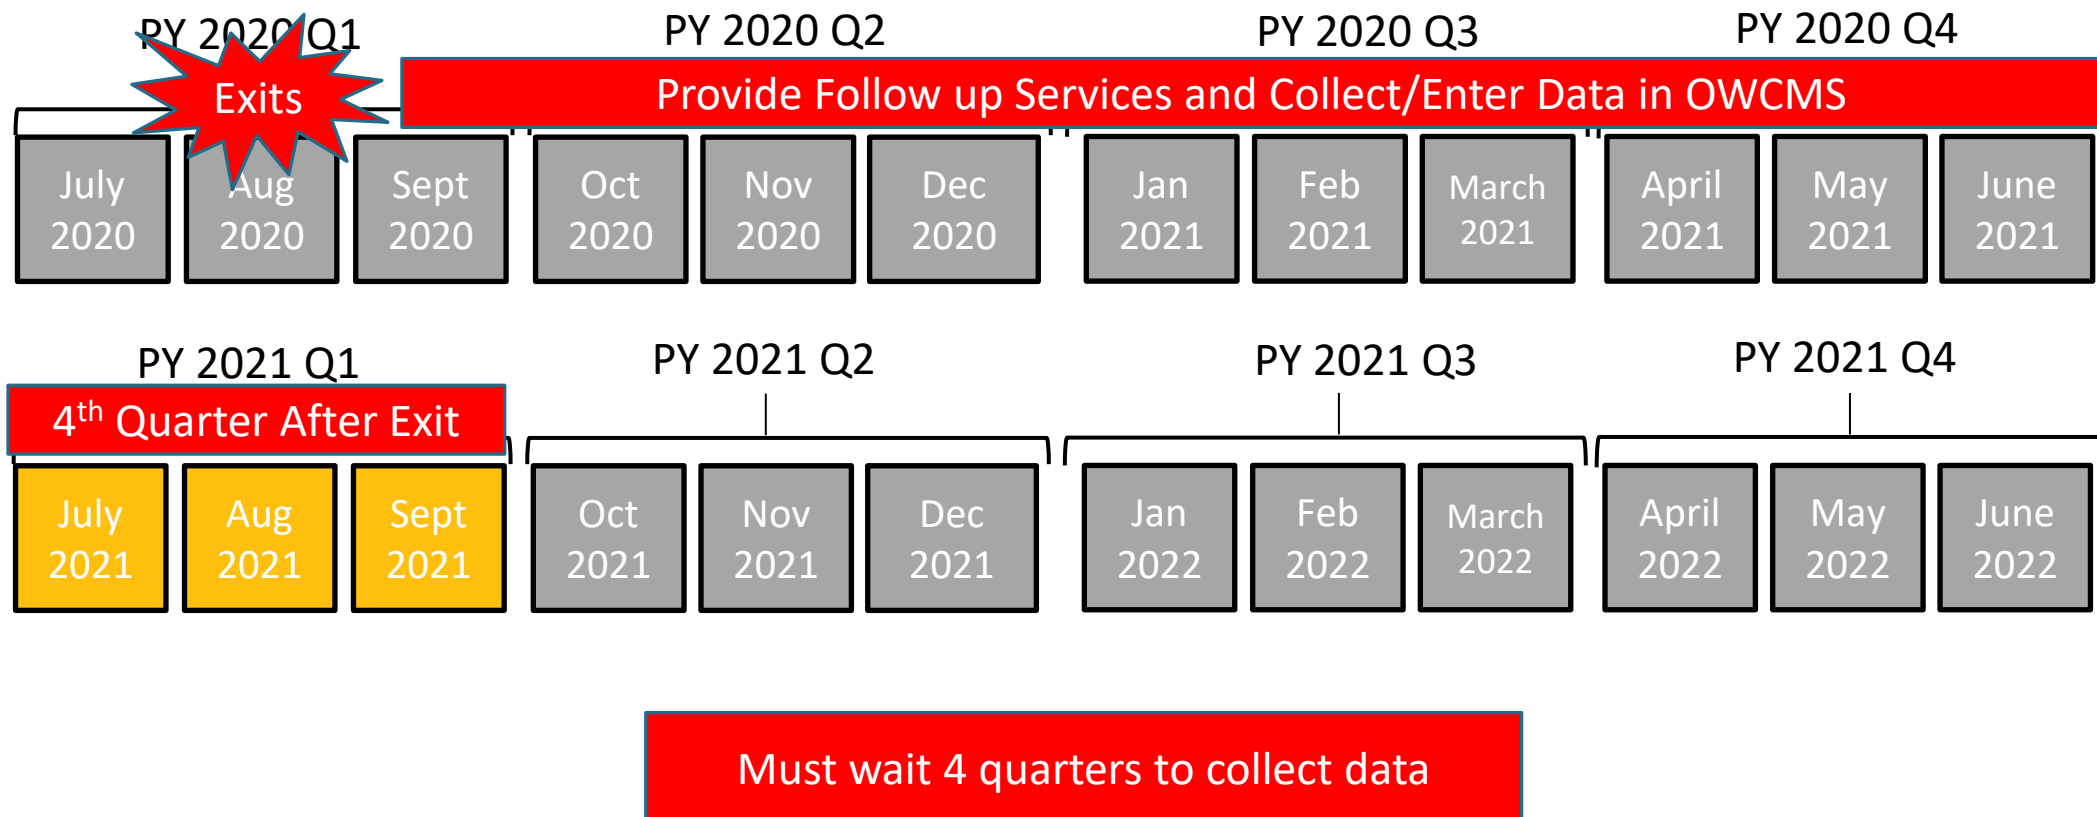 PY 2020 Q1
PY 2020 Q2
PY 2020 Q3
PY 2020 Q4
Exits
Provide Follow up Services and Collect/Enter Data in OWCMS
July
2020
Aug
2020
Sept
2020
Oct
2020
Nov
2020
Dec
2020
Jan
2021
Feb
2021
March
2021
April
2021
May
2021
June
2021
PY 2021 Q1
PY 2021 Q2
PY 2021 Q3
PY 2021 Q4
4th Quarter After Exit
July
2021
Aug
2021
Sept
2021
Oct
2021
Nov
2021
Dec
2021
Jan
2022
Feb
2022
March
2022
April
2022
May
2022
June
2022
Must wait 4 quarters to collect data